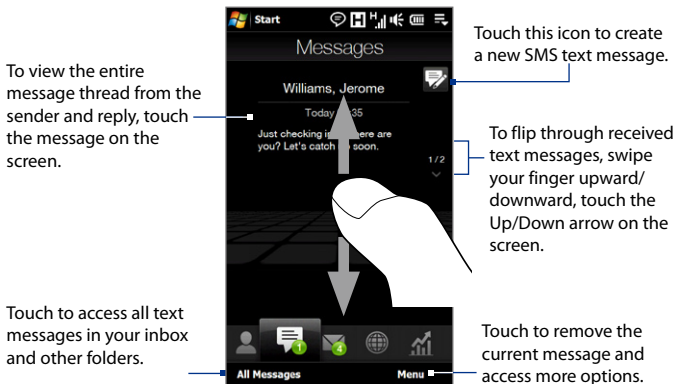 Start
Messages
Williams, Jerome
Today
35
Just checking
ere are
you? Let's catch
soon.
1/2
1
4
All Messages
Menu
To view the entire
message thread from the
sender and reply, touch
the message on the
screen.
Touch to access all text
messages in your inbox
and other folders.
Touch this icon to create
a new SMS text message.
To flip through received
text messages, swipe
your finger upward/
downward, touch the
Up/Down arrow on the
screen.
Touch to remove the
current message and
access more options.